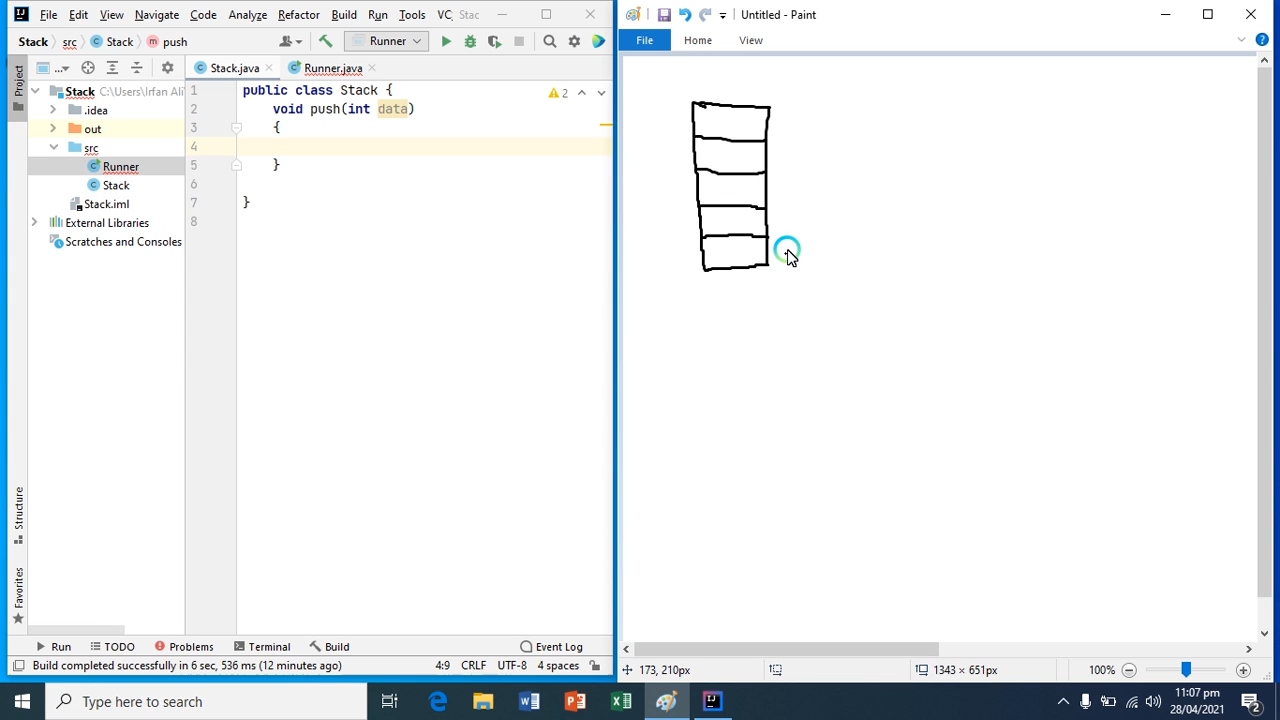 File Edit View Navigate Code Analyze Refactor Build Run Tools VC Stac
Stack src Stack push Runner
Project ... Stack.java Runner.java
Stack C:\Users\Irfan Ali
.idea
out
src
Runner
Stack
Stack.iml
External Libraries
Scratches and Consoles
1 public class Stack {
2 void push(int data)
3 {
4
5 }
6
7 }
8
2
Structure
Favorites
Run TODO Problems Terminal Build Event Log
Build completed successfully in 6 sec, 536 ms (12 minutes ago) 4:9 CRLF UTF-8 4 spaces
Untitled - Paint
File Home View
173, 210px 1343 × 651px 100%
Type here to search
11:07 pm
28/04/2021
2